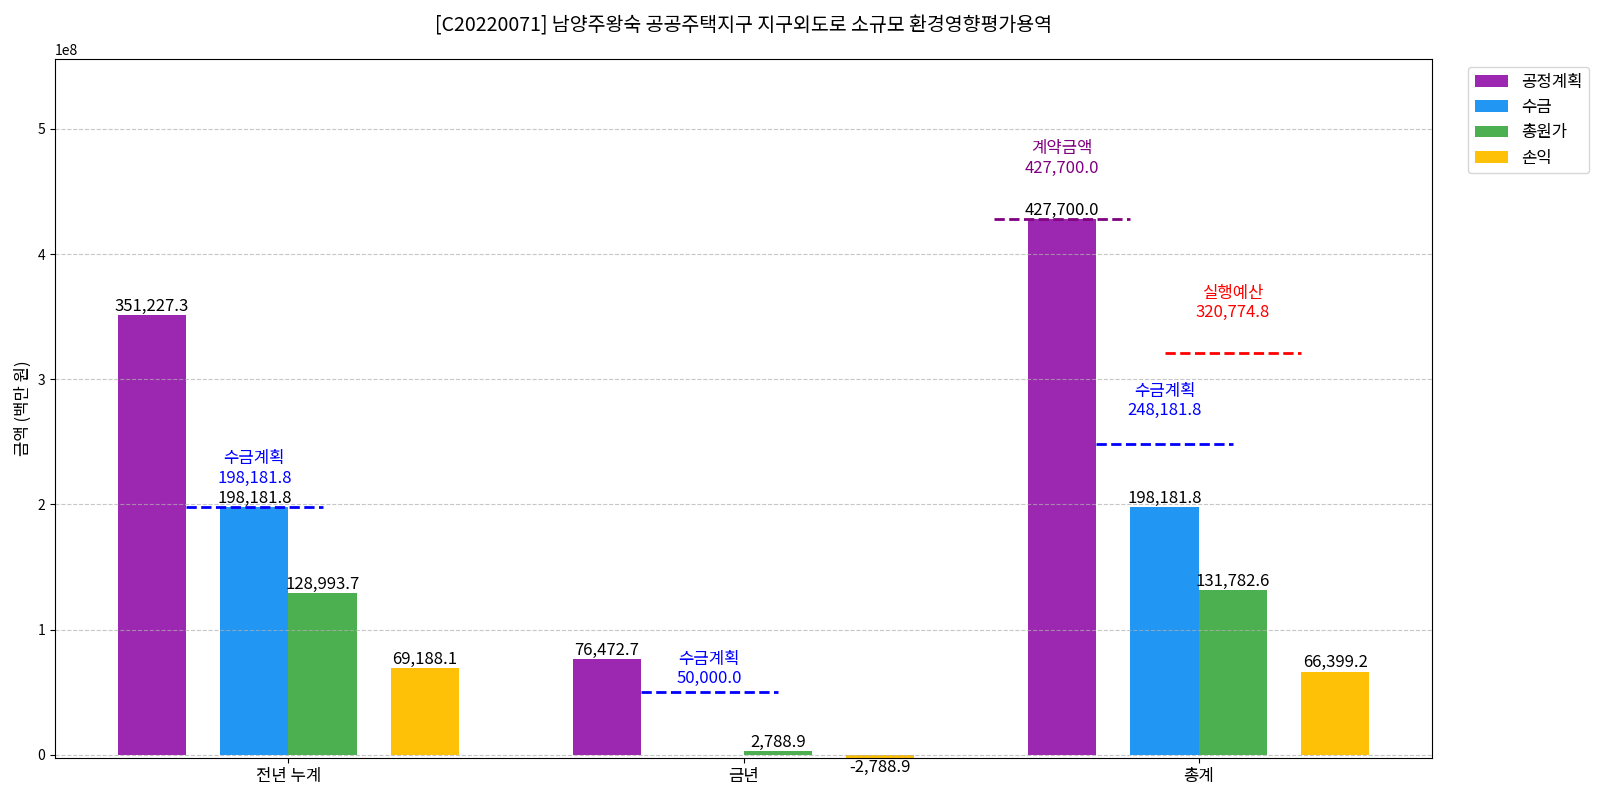 [C20220071] 남양주왕숙 공공주택지구 지구외도로 소규모 환경영향평가용역
1e8
금액 (백만 원)
5
4
3
2
1
0
351,227.3
수금계획
198,181.8
198,181.8
128,993.7
69,188.1
76,472.7
수금계획
50,000.0
2,788.9
-2,788.9
계약금액
427,700.0
427,700.0
실행예산
320,774.8
수금계획
248,181.8
198,181.8
131,782.6
66,399.2
전년 누계
금년
총계
공정계획
수금
총원가
손익